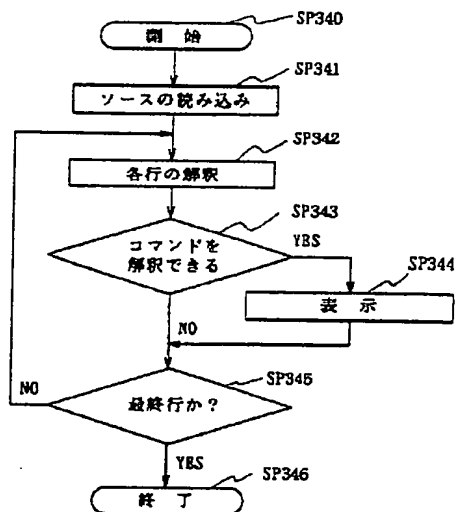 SP340
開 始
SP341
ソースの読み込み
SP342
各行の解釈
SP343
コマンドを
解釈できる
YES
SP344
表 示
NO
SP345
NO
最終行か?
YES
SP346
終 了